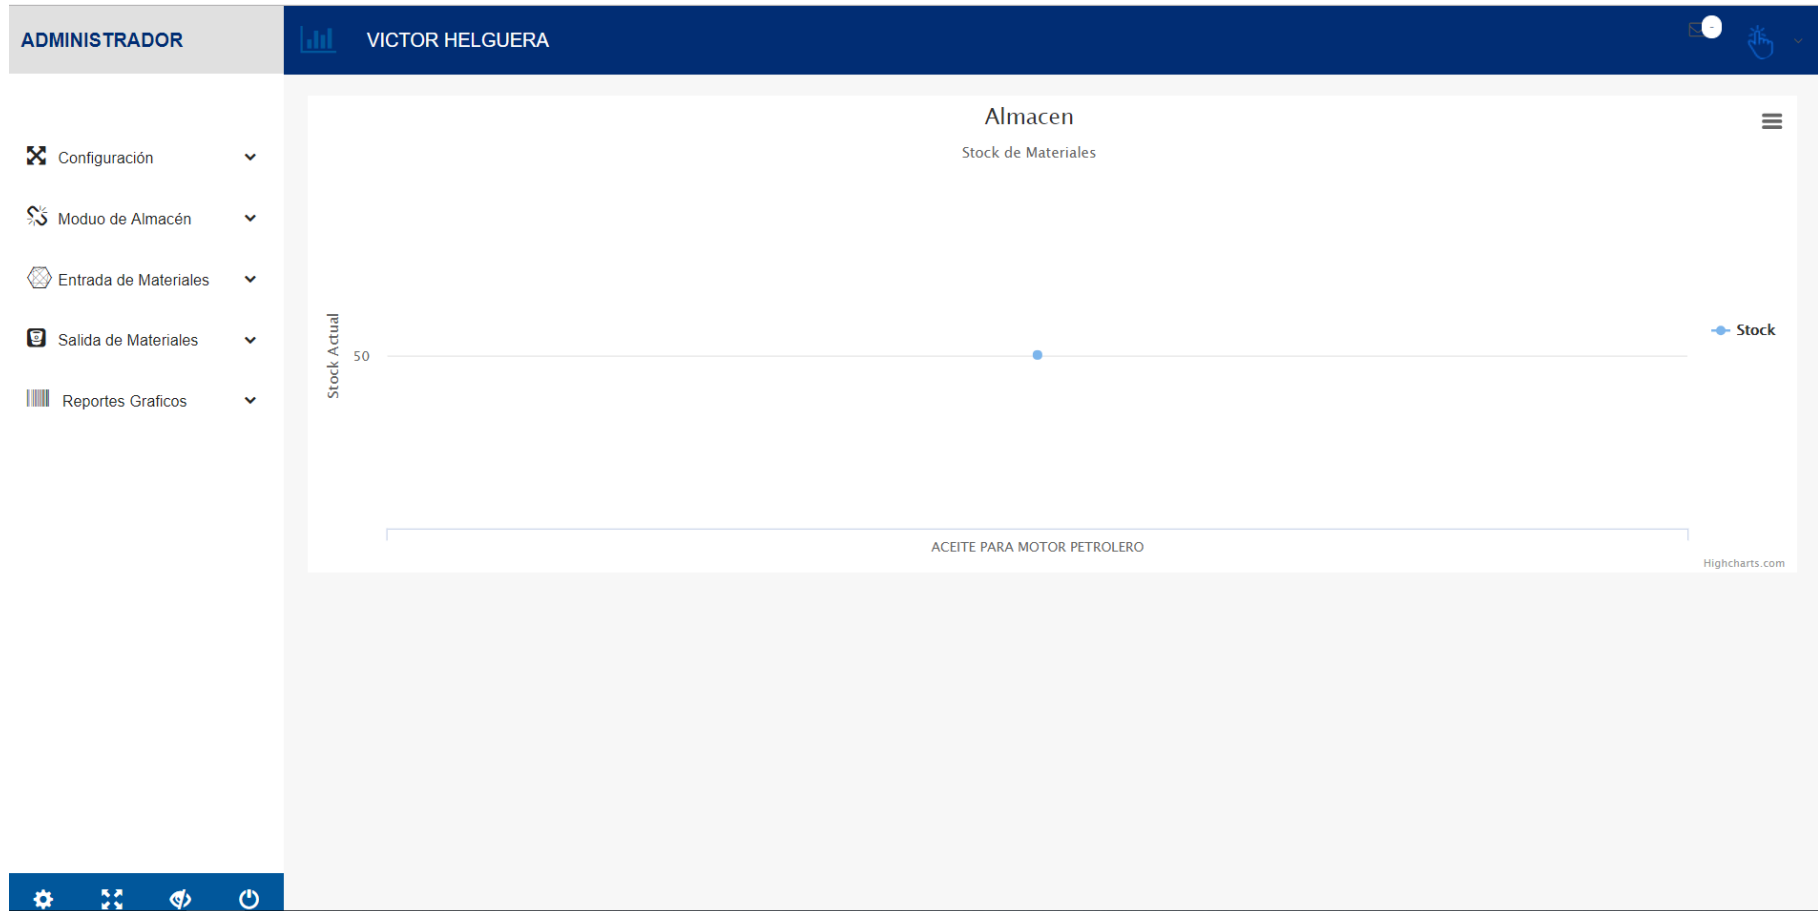 ADMINISTRADOR
VICTOR HELGUERA
-
Configuración
Moduo de Almacén
Entrada de Materiales
Salida de Materiales
Reportes Graficos
Almacen
Stock de Materiales
Stock Actual
50
Stock
ACEITE PARA MOTOR PETROLERO
Highcharts.com